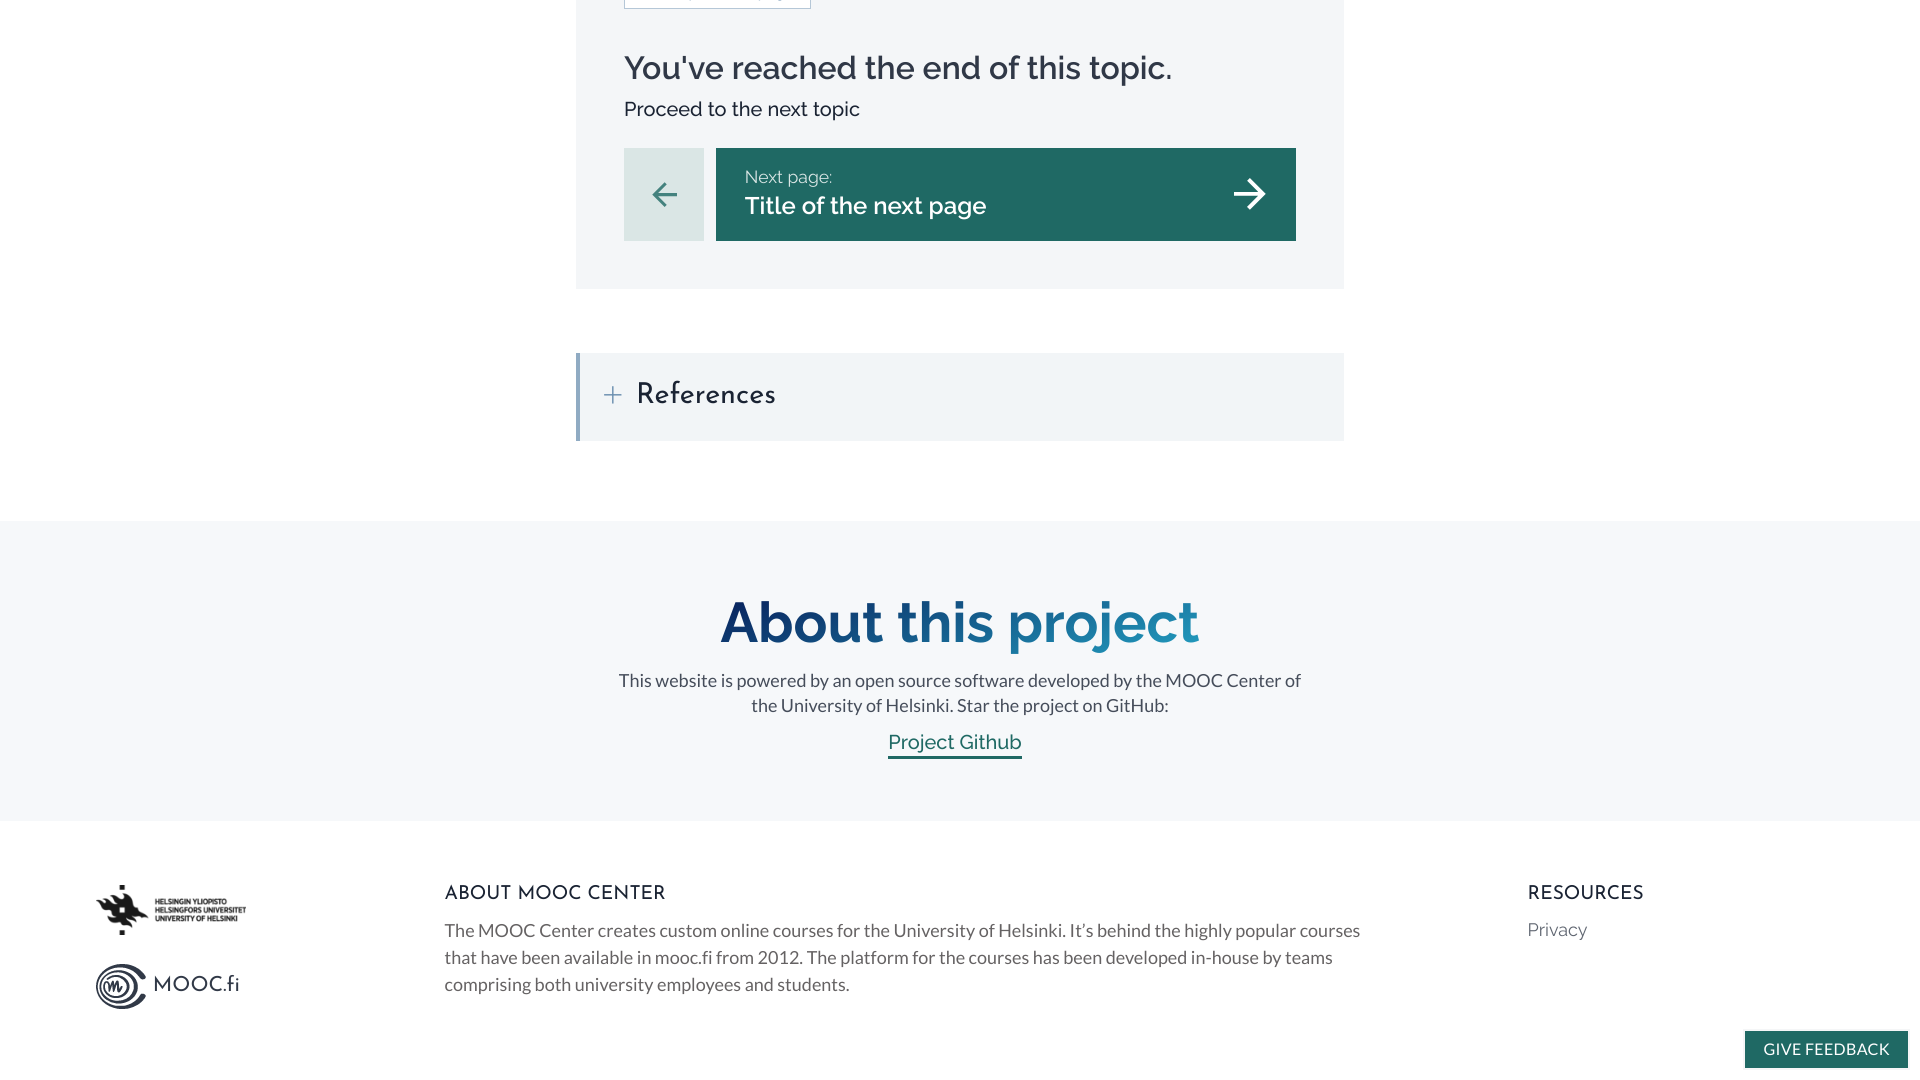 You've reached the end of this topic.
Proceed to the next topic
Next page:
Title of the next page
References
About this project
This website is powered by an open source software developed by the MOOC Center of
the University of Helsinki. Star the project on GitHub:
Project Github
HELSINGIN YLIOPISTO
HELSINGFORS UNIVERSITET
UNIVERSITY OF HELSINKI
MOOC.fi
ABOUT MOOC CENTER
The MOOC Center creates custom online courses for the University of Helsinki. It’s behind the highly popular courses
that have been available in mooc.fi from 2012. The platform for the courses has been developed in-house by teams
comprising both university employees and students.
RESOURCES
Privacy
GIVE FEEDBACK